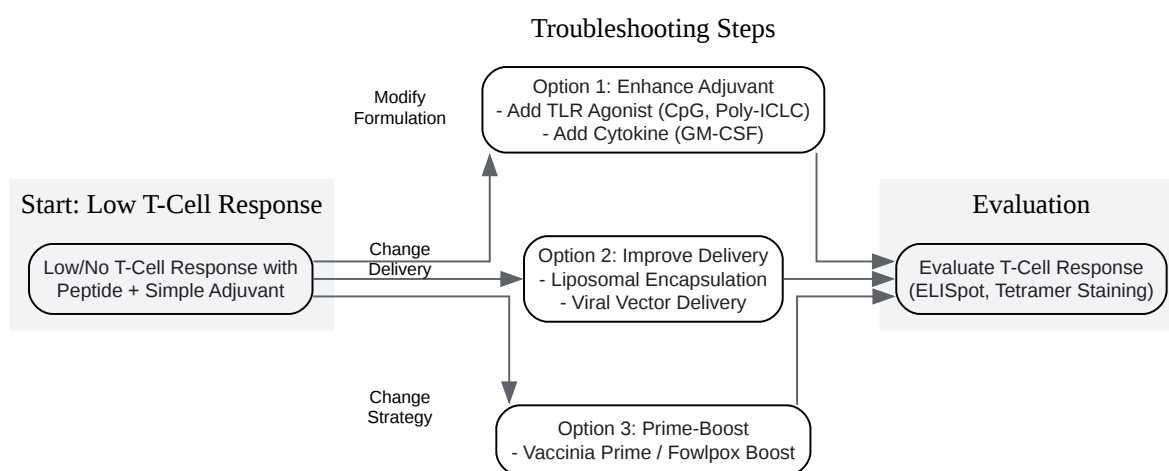 Troubleshooting Steps
Modify
Formulation
Option 1: Enhance Adjuvant
- Add TLR Agonist (CpG, Poly-ICLC)
- Add Cytokine (GM-CSF)
Start: Low T-Cell Response
Low/No T-Cell Response with
Peptide + Simple Adjuvant
Change
Delivery
Option 2: Improve Delivery
- Liposomal Encapsulation
- Viral Vector Delivery
Evaluation
Evaluate T-Cell Response
(ELISpot, Tetramer Staining)
Change
Strategy
Option 3: Prime-Boost
- Vaccinia Prime / Fowlpox Boost